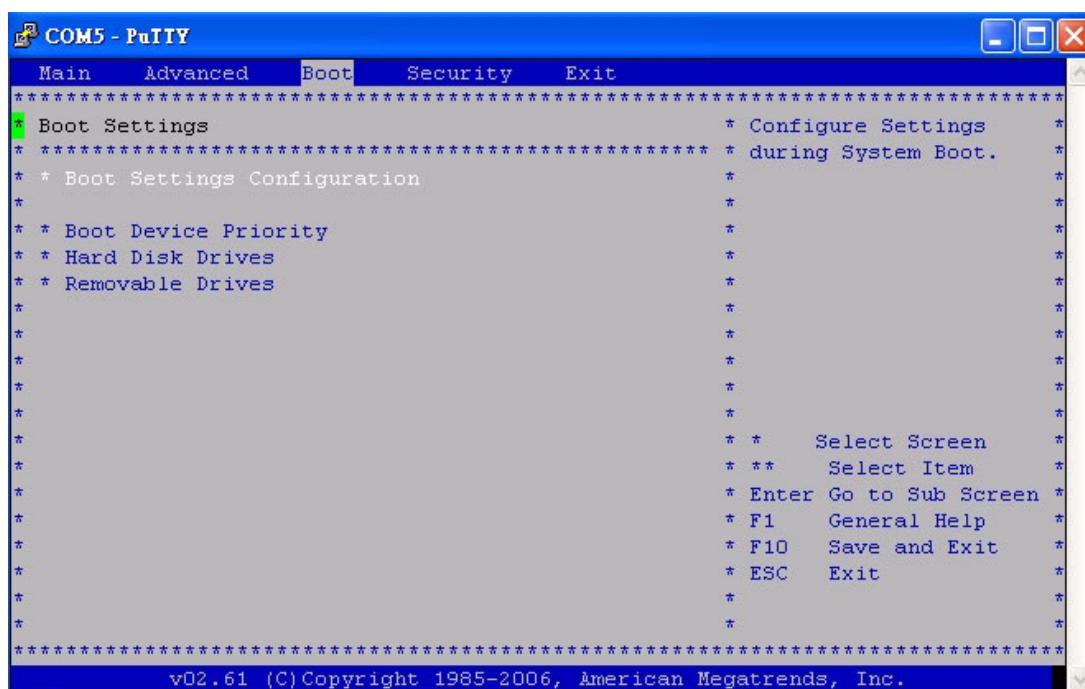 COM5 - PuTTY
Main Advanced Boot Security Exit
********************************************************************************
* Boot Settings * Configure Settings *
* *************************************************** * during System Boot. *
* * Boot Settings Configuration * *
* * *
* * Boot Device Priority * *
* * Hard Disk Drives * *
* * Removable Drives * *
* * *
* * *
* * *
* * *
* * *
* * * Select Screen *
* * ** Select Item *
* * Enter Go to Sub Screen *
* * F1 General Help *
* * F10 Save and Exit *
* * ESC Exit *
* * *
* * *
********************************************************************************
v02.61 (C)Copyright 1985-2006, American Megatrends, Inc.